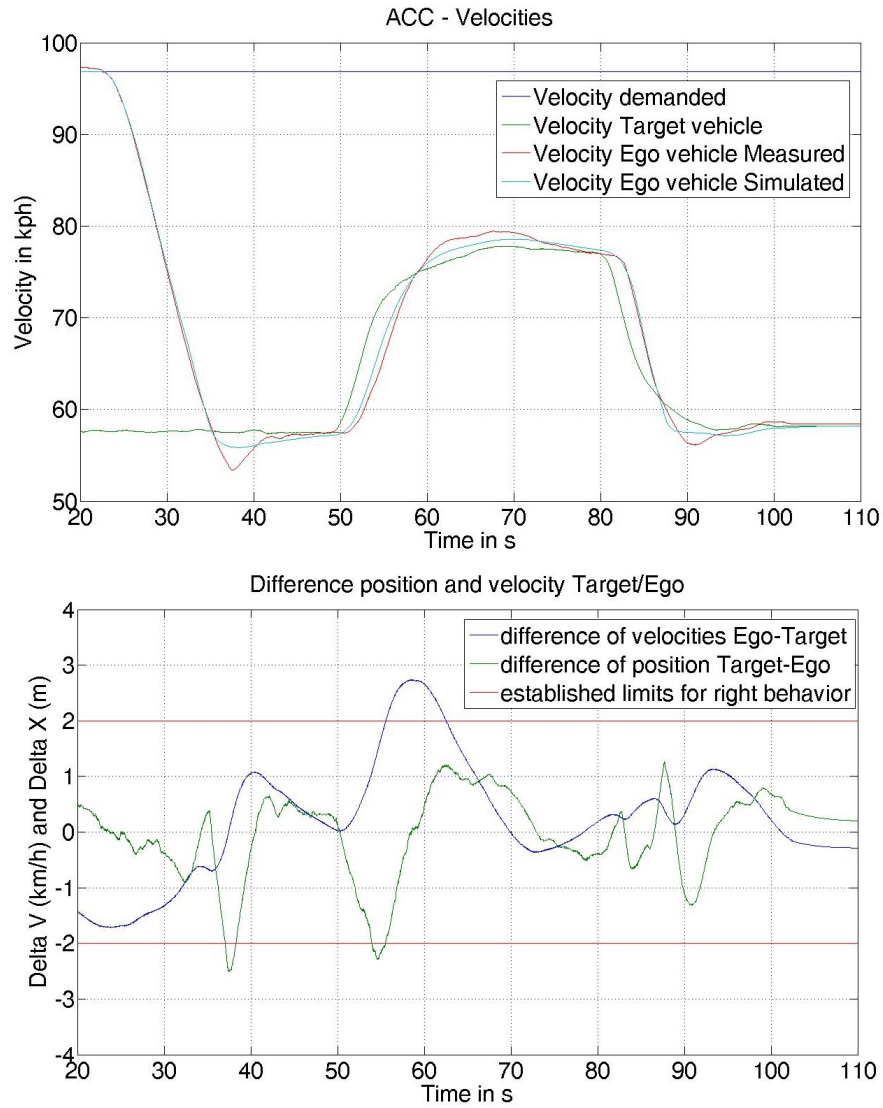 ACC - Velocities
100
90
80
70
60
50
Velocity in kph)
Velocity demanded
Velocity Target vehicle
Velocity Ego vehicle Measured
Velocity Ego vehicle Simulated
20 30 40 50 60 70 80 90 100 110
Time in s
Difference position and velocity Target/Ego
4
3
2
1
0
-1
-2
-3
-4
Delta V (km/h) and Delta X (m)
difference of velocities Ego-Target
difference of position Target-Ego
established limits for right behavior
20 30 40 50 60 70 80 90 100 110
Time in s